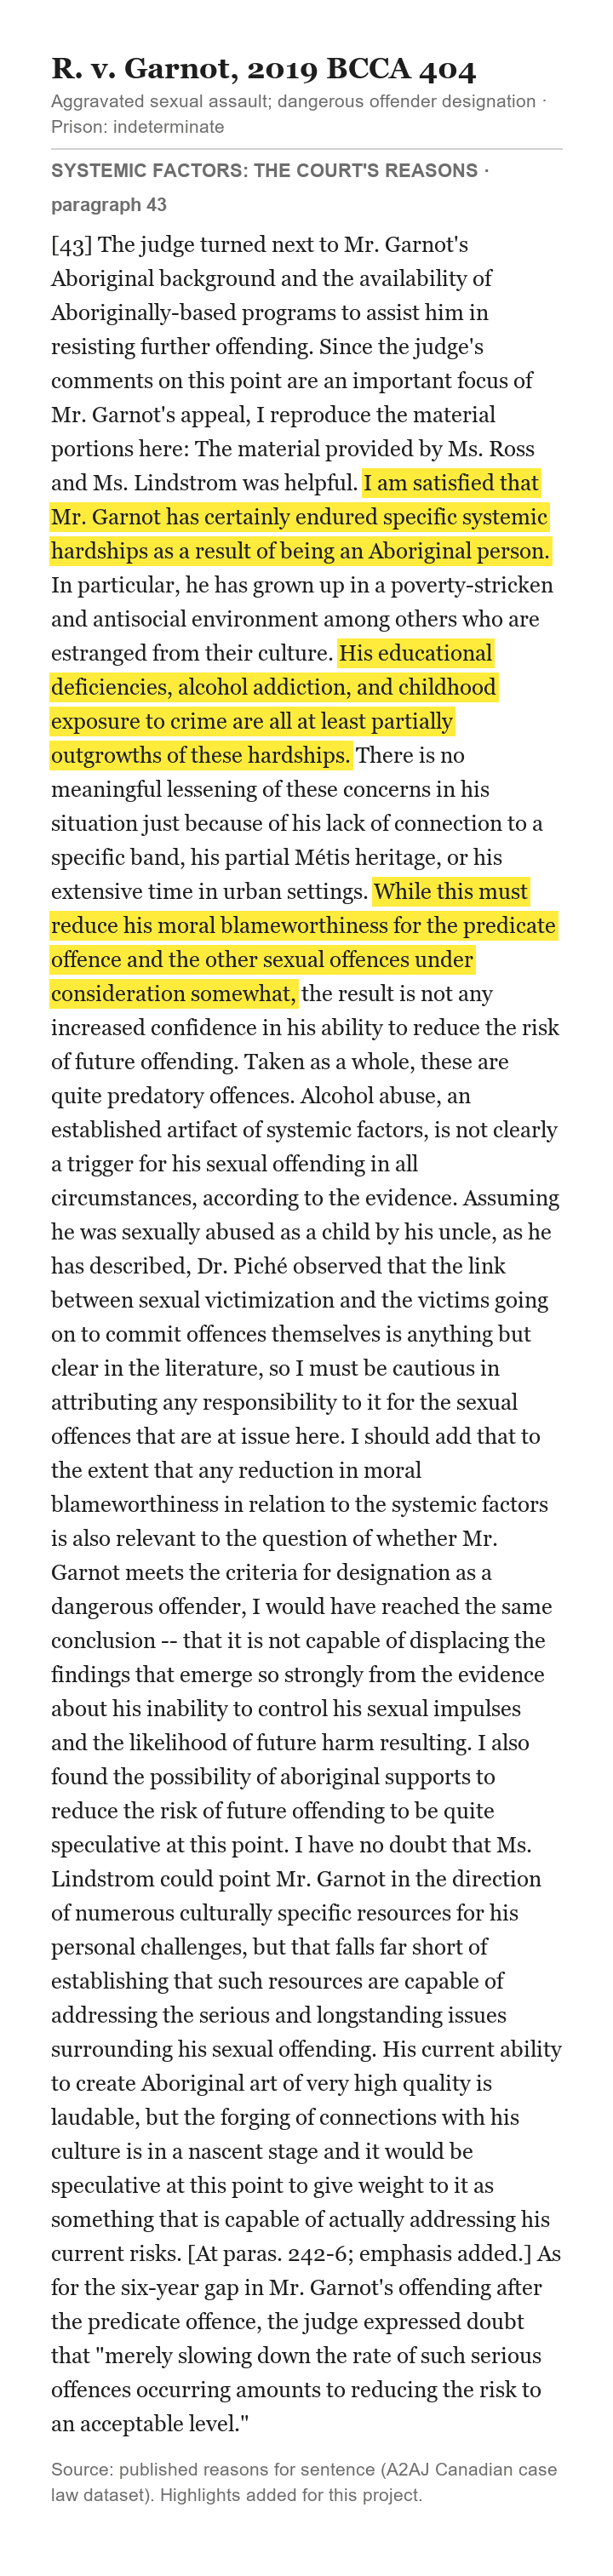 R. v. Garnot, 2019 BCCA 404
Aggravated sexual assault; dangerous offender designation ·
Prison: indeterminate
SYSTEMIC FACTORS: THE COURT'S REASONS ·
paragraph 43
[43] The judge turned next to Mr. Garnot's
Aboriginal background and the availability of
Aboriginally-based programs to assist him in
resisting further offending. Since the judge's
comments on this point are an important focus of
Mr. Garnot's appeal, I reproduce the material
portions here: The material provided by Ms. Ross
and Ms. Lindstrom was helpful. I am satisfied that
Mr. Garnot has certainly endured specific systemic
hardships as a result of being an Aboriginal person.
In particular, he has grown up in a poverty-stricken
and antisocial environment among others who are
estranged from their culture. His educational
deficiencies, alcohol addiction, and childhood
exposure to crime are all at least partially
outgrowths of these hardships. There is no
meaningful lessening of these concerns in his
situation just because of his lack of connection to a
specific band, his partial Métis heritage, or his
extensive time in urban settings. While this must
reduce his moral blameworthiness for the predicate
offence and the other sexual offences under
consideration somewhat, the result is not any
increased confidence in his ability to reduce the risk
of future offending. Taken as a whole, these are
quite predatory offences. Alcohol abuse, an
established artifact of systemic factors, is not clearly
a trigger for his sexual offending in all
circumstances, according to the evidence. Assuming
he was sexually abused as a child by his uncle, as he
has described, Dr. Piché observed that the link
between sexual victimization and the victims going
on to commit offences themselves is anything but
clear in the literature, so I must be cautious in
attributing any responsibility to it for the sexual
offences that are at issue here. I should add that to
the extent that any reduction in moral
blameworthiness in relation to the systemic factors
is also relevant to the question of whether Mr.
Garnot meets the criteria for designation as a
dangerous offender, I would have reached the same
conclusion -- that it is not capable of displacing the
findings that emerge so strongly from the evidence
about his inability to control his sexual impulses
and the likelihood of future harm resulting. I also
found the possibility of aboriginal supports to
reduce the risk of future offending to be quite
speculative at this point. I have no doubt that Ms.
Lindstrom could point Mr. Garnot in the direction
of numerous culturally specific resources for his
personal challenges, but that falls far short of
establishing that such resources are capable of
addressing the serious and longstanding issues
surrounding his sexual offending. His current ability
to create Aboriginal art of very high quality is
laudable, but the forging of connections with his
culture is in a nascent stage and it would be
speculative at this point to give weight to it as
something that is capable of actually addressing his
current risks. [At paras. 242-6; emphasis added.] As
for the six-year gap in Mr. Garnot's offending after
the predicate offence, the judge expressed doubt
that "merely slowing down the rate of such serious
offences occurring amounts to reducing the risk to
an acceptable level."
Source: published reasons for sentence (A2AJ Canadian case
law dataset). Highlights added for this project.